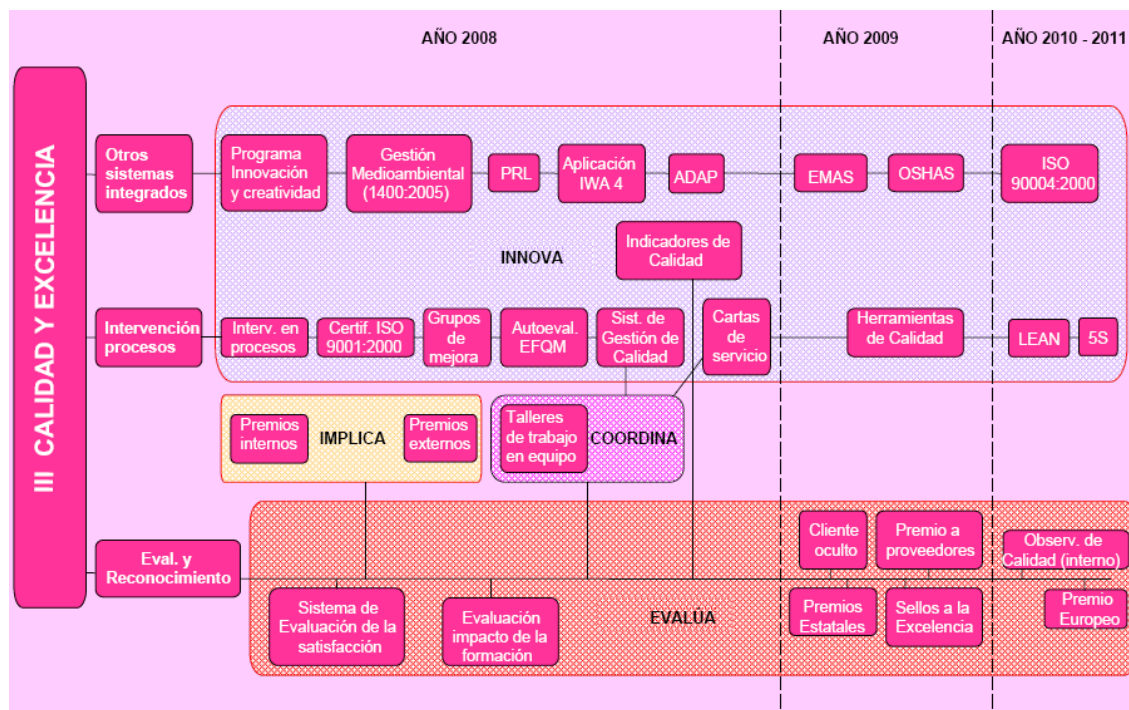 AÑO 2008
AÑO 2009
AÑO 2010 - 2011
III CALIDAD Y EXCELENCIA
Otros
sistemas
integrados
Programa
Innovación
y creatividad
Gestión
Medioambiental
(1400:2005)
PRL
Aplicación
IWA 4
ADAP
EMAS
OSHAS
ISO
90004:2000
INNOVA
Indicadores de
Calidad
Intervención
procesos
Interv. en
procesos
Certif. ISO
9001:2000
Grupos
de
mejora
Autoeval.
EFQM
Sist. de
Gestión de
Calidad
Cartas
de
servicio
Herramientas
de Calidad
LEAN
5S
Premios
internos
IMPLICA
Premios
externos
Talleres
de trabajo
en equipo
COORDINA
Eval. y
Reconocimiento
Cliente
oculto
Premio a
proveedores
Observ. de
Calidad (interno)
Sistema de
Evaluación de la
satisfacción
Evaluación
impacto de la
formación
EVALÚA
Premios
Estatales
Sellos a la
Excelencia
Premio
Europeo